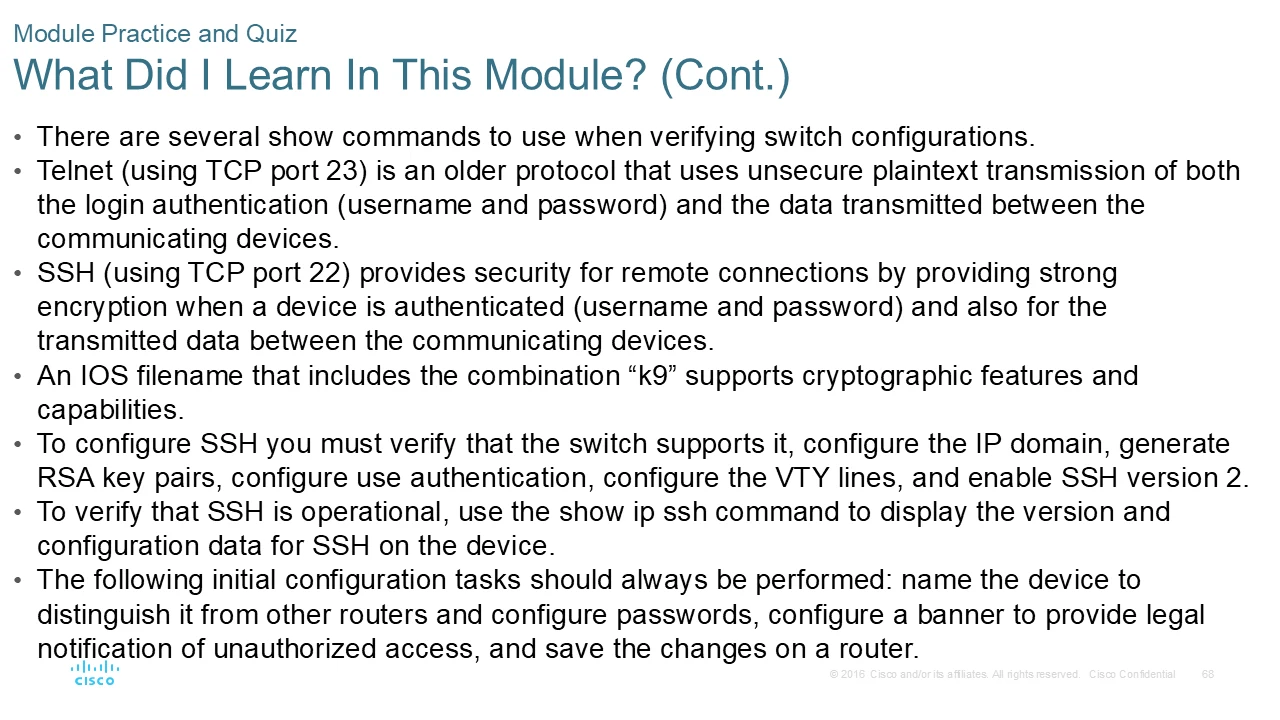 Module Practice and Quiz
What Did I Learn In This Module? (Cont.)
• There are several show commands to use when verifying switch configurations.
• Telnet (using TCP port 23) is an older protocol that uses unsecure plaintext transmission of both
the login authentication (username and password) and the data transmitted between the
communicating devices.
• SSH (using TCP port 22) provides security for remote connections by providing strong
encryption when a device is authenticated (username and password) and also for the
transmitted data between the communicating devices.
• An IOS filename that includes the combination “k9” supports cryptographic features and
capabilities.
• To configure SSH you must verify that the switch supports it, configure the IP domain, generate
RSA key pairs, configure use authentication, configure the VTY lines, and enable SSH version 2.
• To verify that SSH is operational, use the show ip ssh command to display the version and
configuration data for SSH on the device.
• The following initial configuration tasks should always be performed: name the device to
distinguish it from other routers and configure passwords, configure a banner to provide legal
notification of unauthorized access, and save the changes on a router.
CISCO
© 2016 Cisco and/or its affiliates. All rights reserved. Cisco Confidential 68